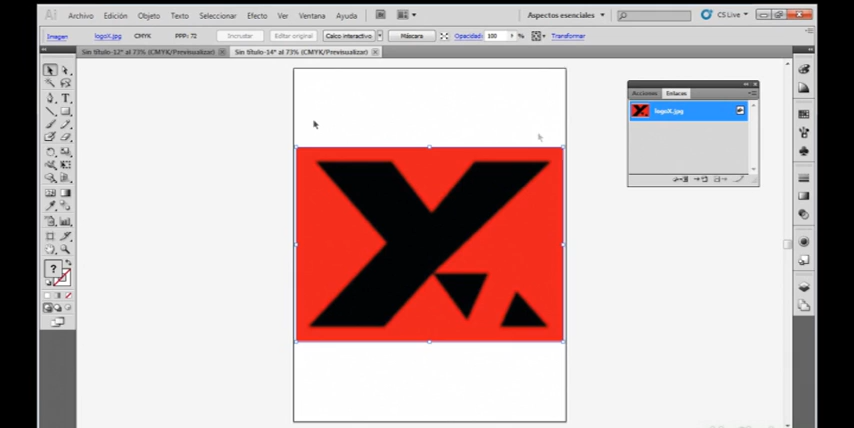 Ai Archivo Edición Objeto Texto Seleccionar Efecto Ver Ventana Ayuda Br Aspectos esenciales CS Live
Imagen logoX.jpg CMYK PPP: 72 Incrustar Editar original Calco interactivo Máscara Opacidad: 100 % Transformar
Sin título-12* al 73% (CMYK/Previsualizar) Sin título-14* al 73% (CMYK/Previsualizar)
Acciones Enlaces
logoX.jpg